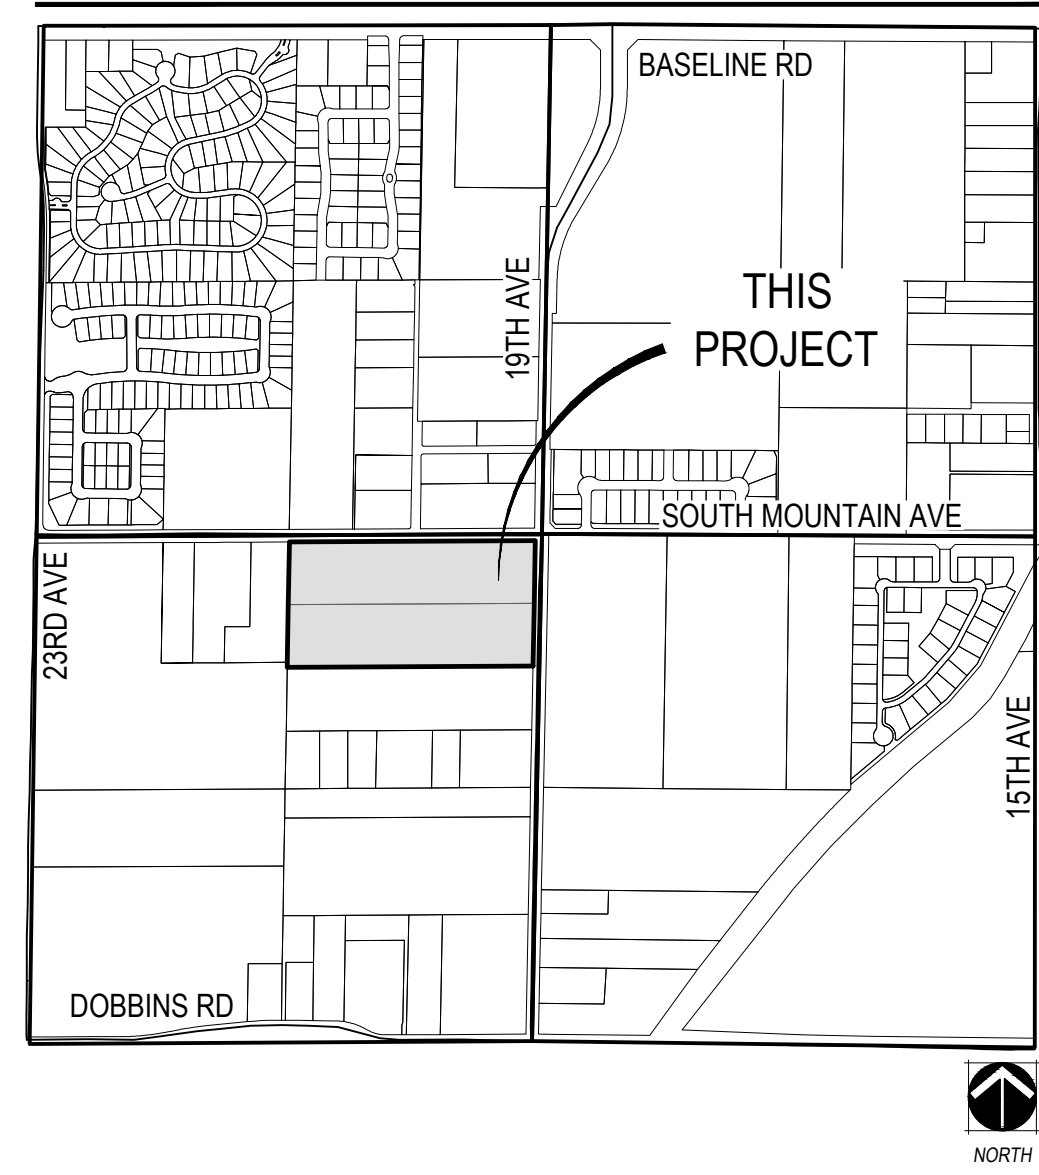 BASELINE RD
19TH AVE
THIS
PROJECT
SOUTH MOUNTAIN AVE
23RD AVE
15TH AVE
DOBBINS RD
NORTH